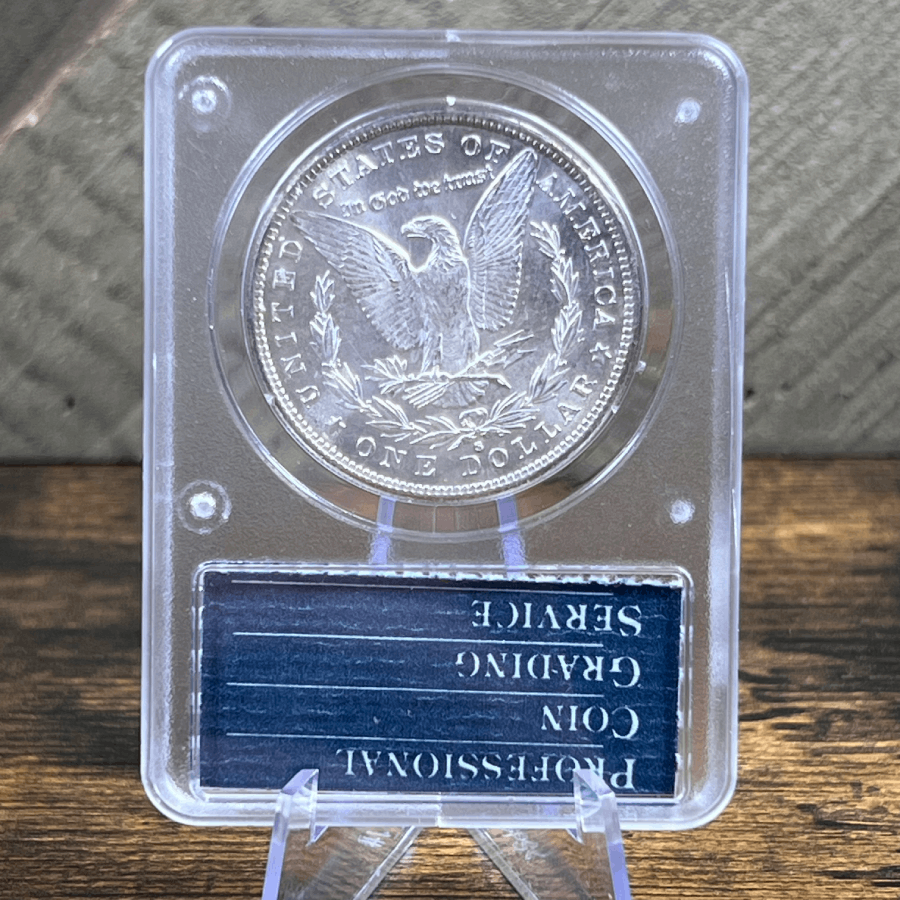 UNITED STATES OF AMERICA
In God we trust
S
ONE DOLLAR
PROFESSIONAL
COIN
GRADING
SERVICE